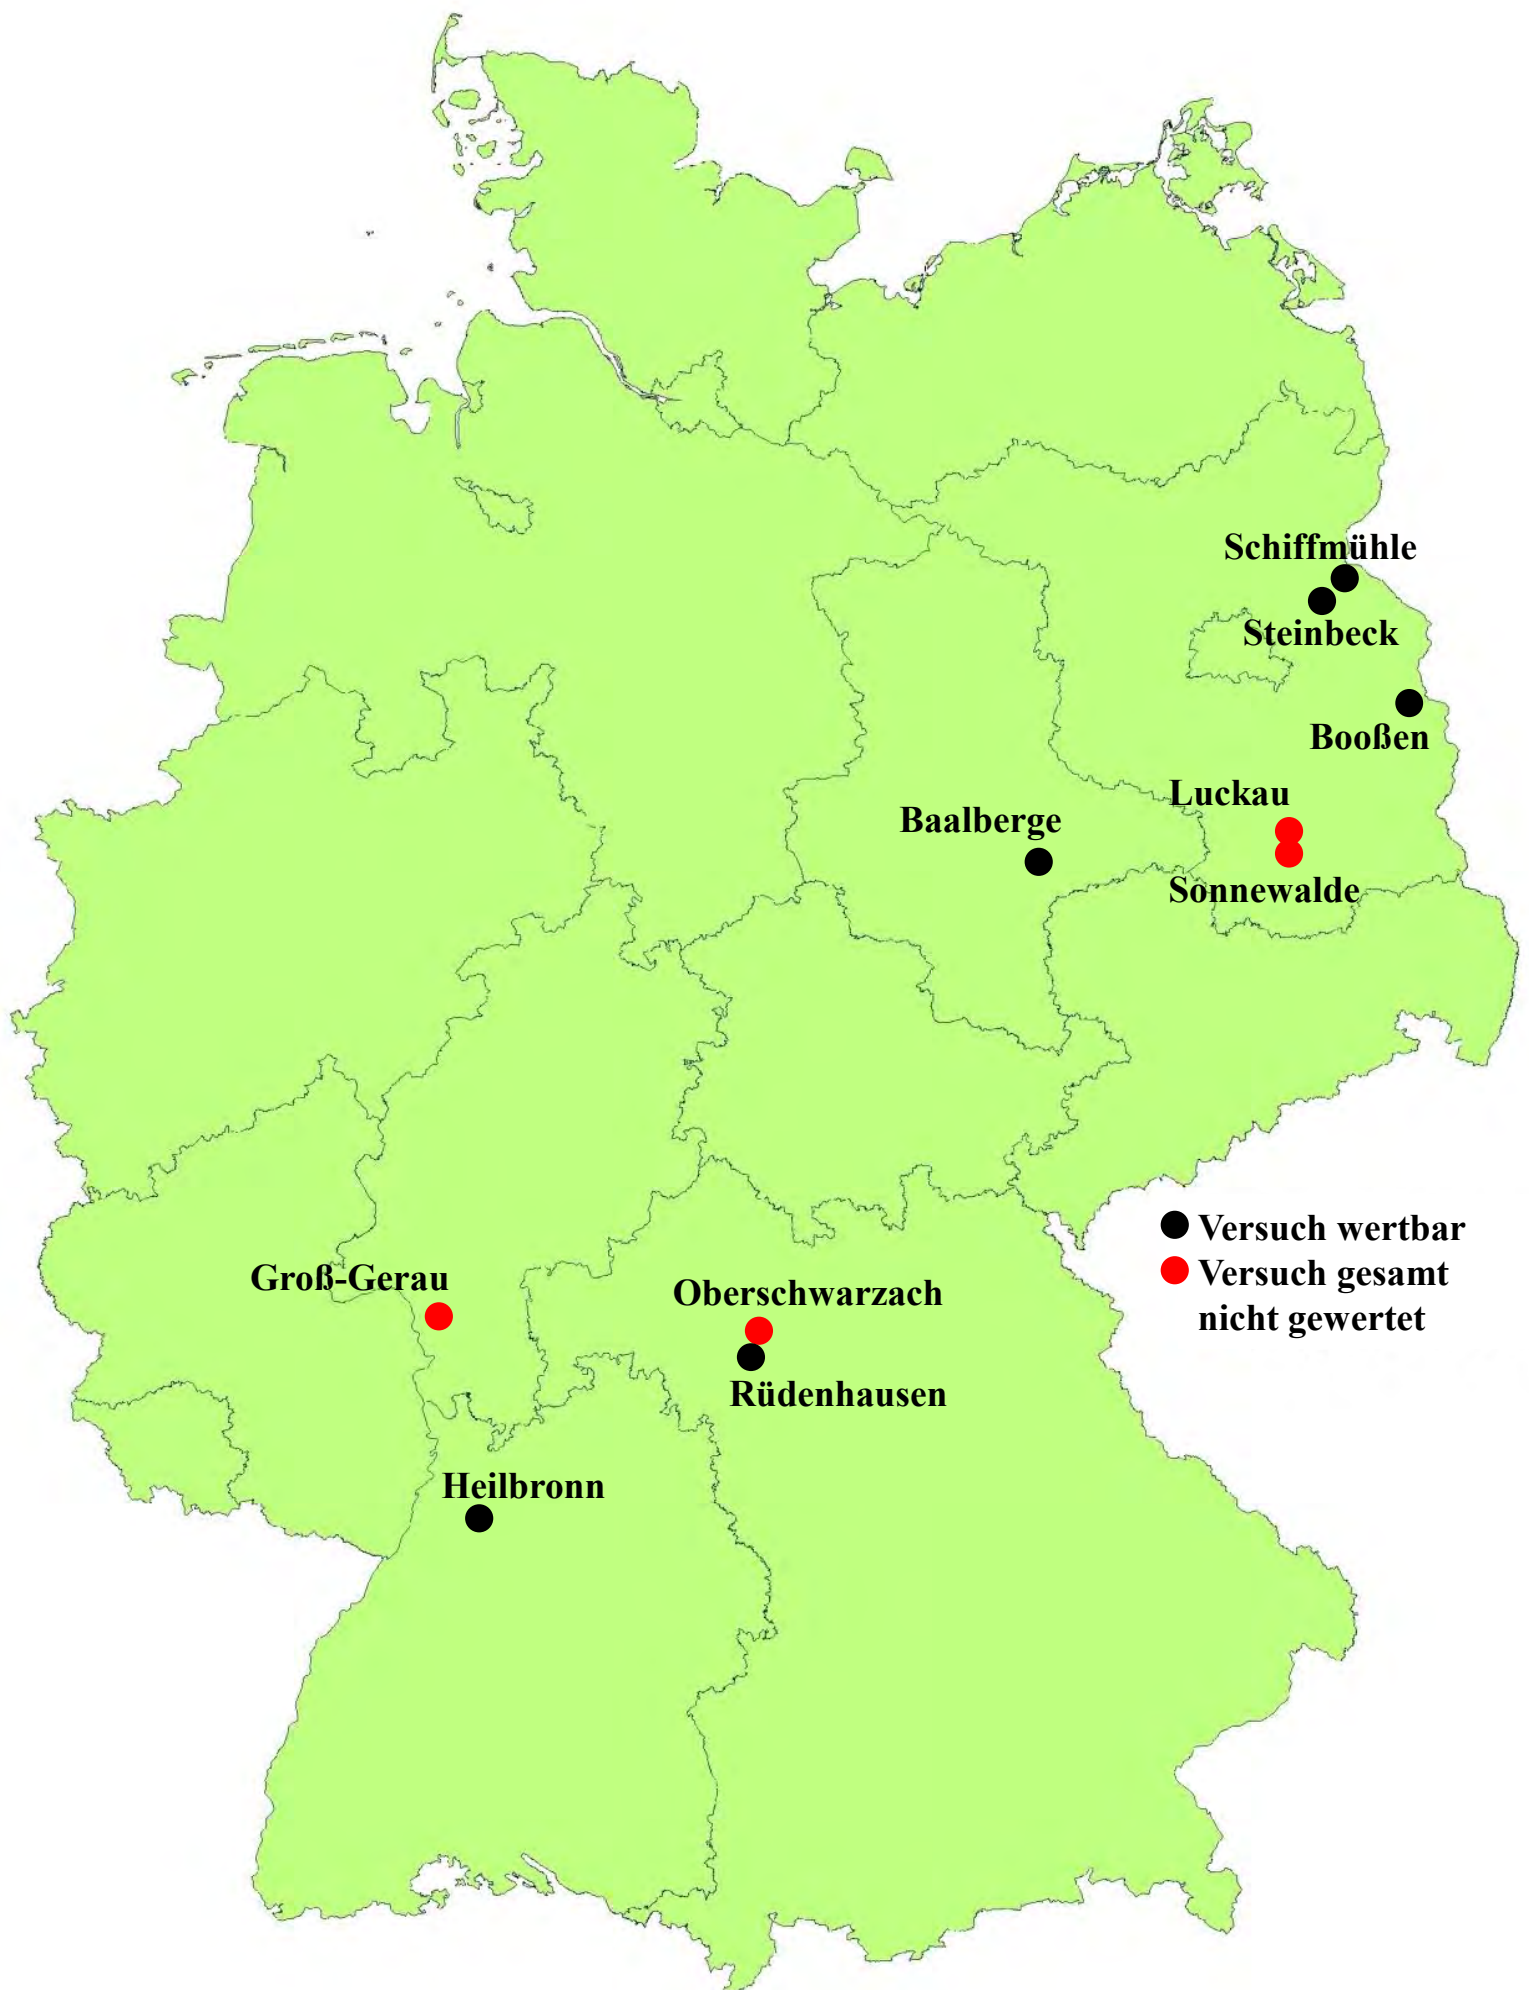 Schiffmühle
Steinbeck
Booßen
Luckau
Baalberge
Sonnewalde
Versuch wertbar
Versuch gesamt
nicht gewertet
Groß-Gerau
Oberschwarzach
Rüdenhausen
Heilbronn